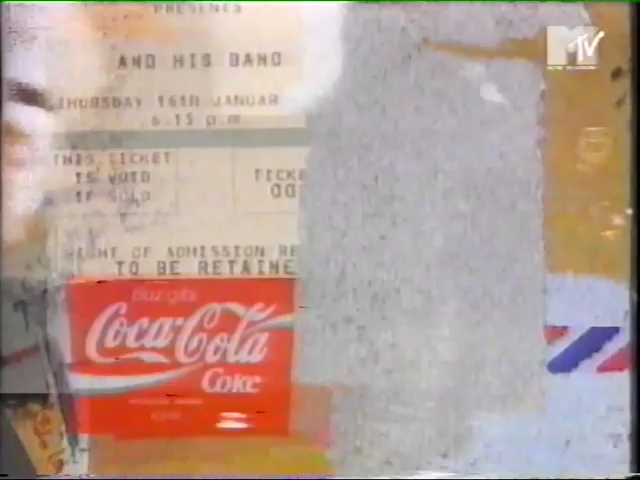 PRESENTS
MTV
AND HIS BAND
THURSDAY 16th JANUAR
6.15 p.m
THIS TICKET
IS VOID
IF SOLD
TICKE
00
RIGHT OF ADMISSION RE
TO BE RETAINE
Coca-Cola
Coke